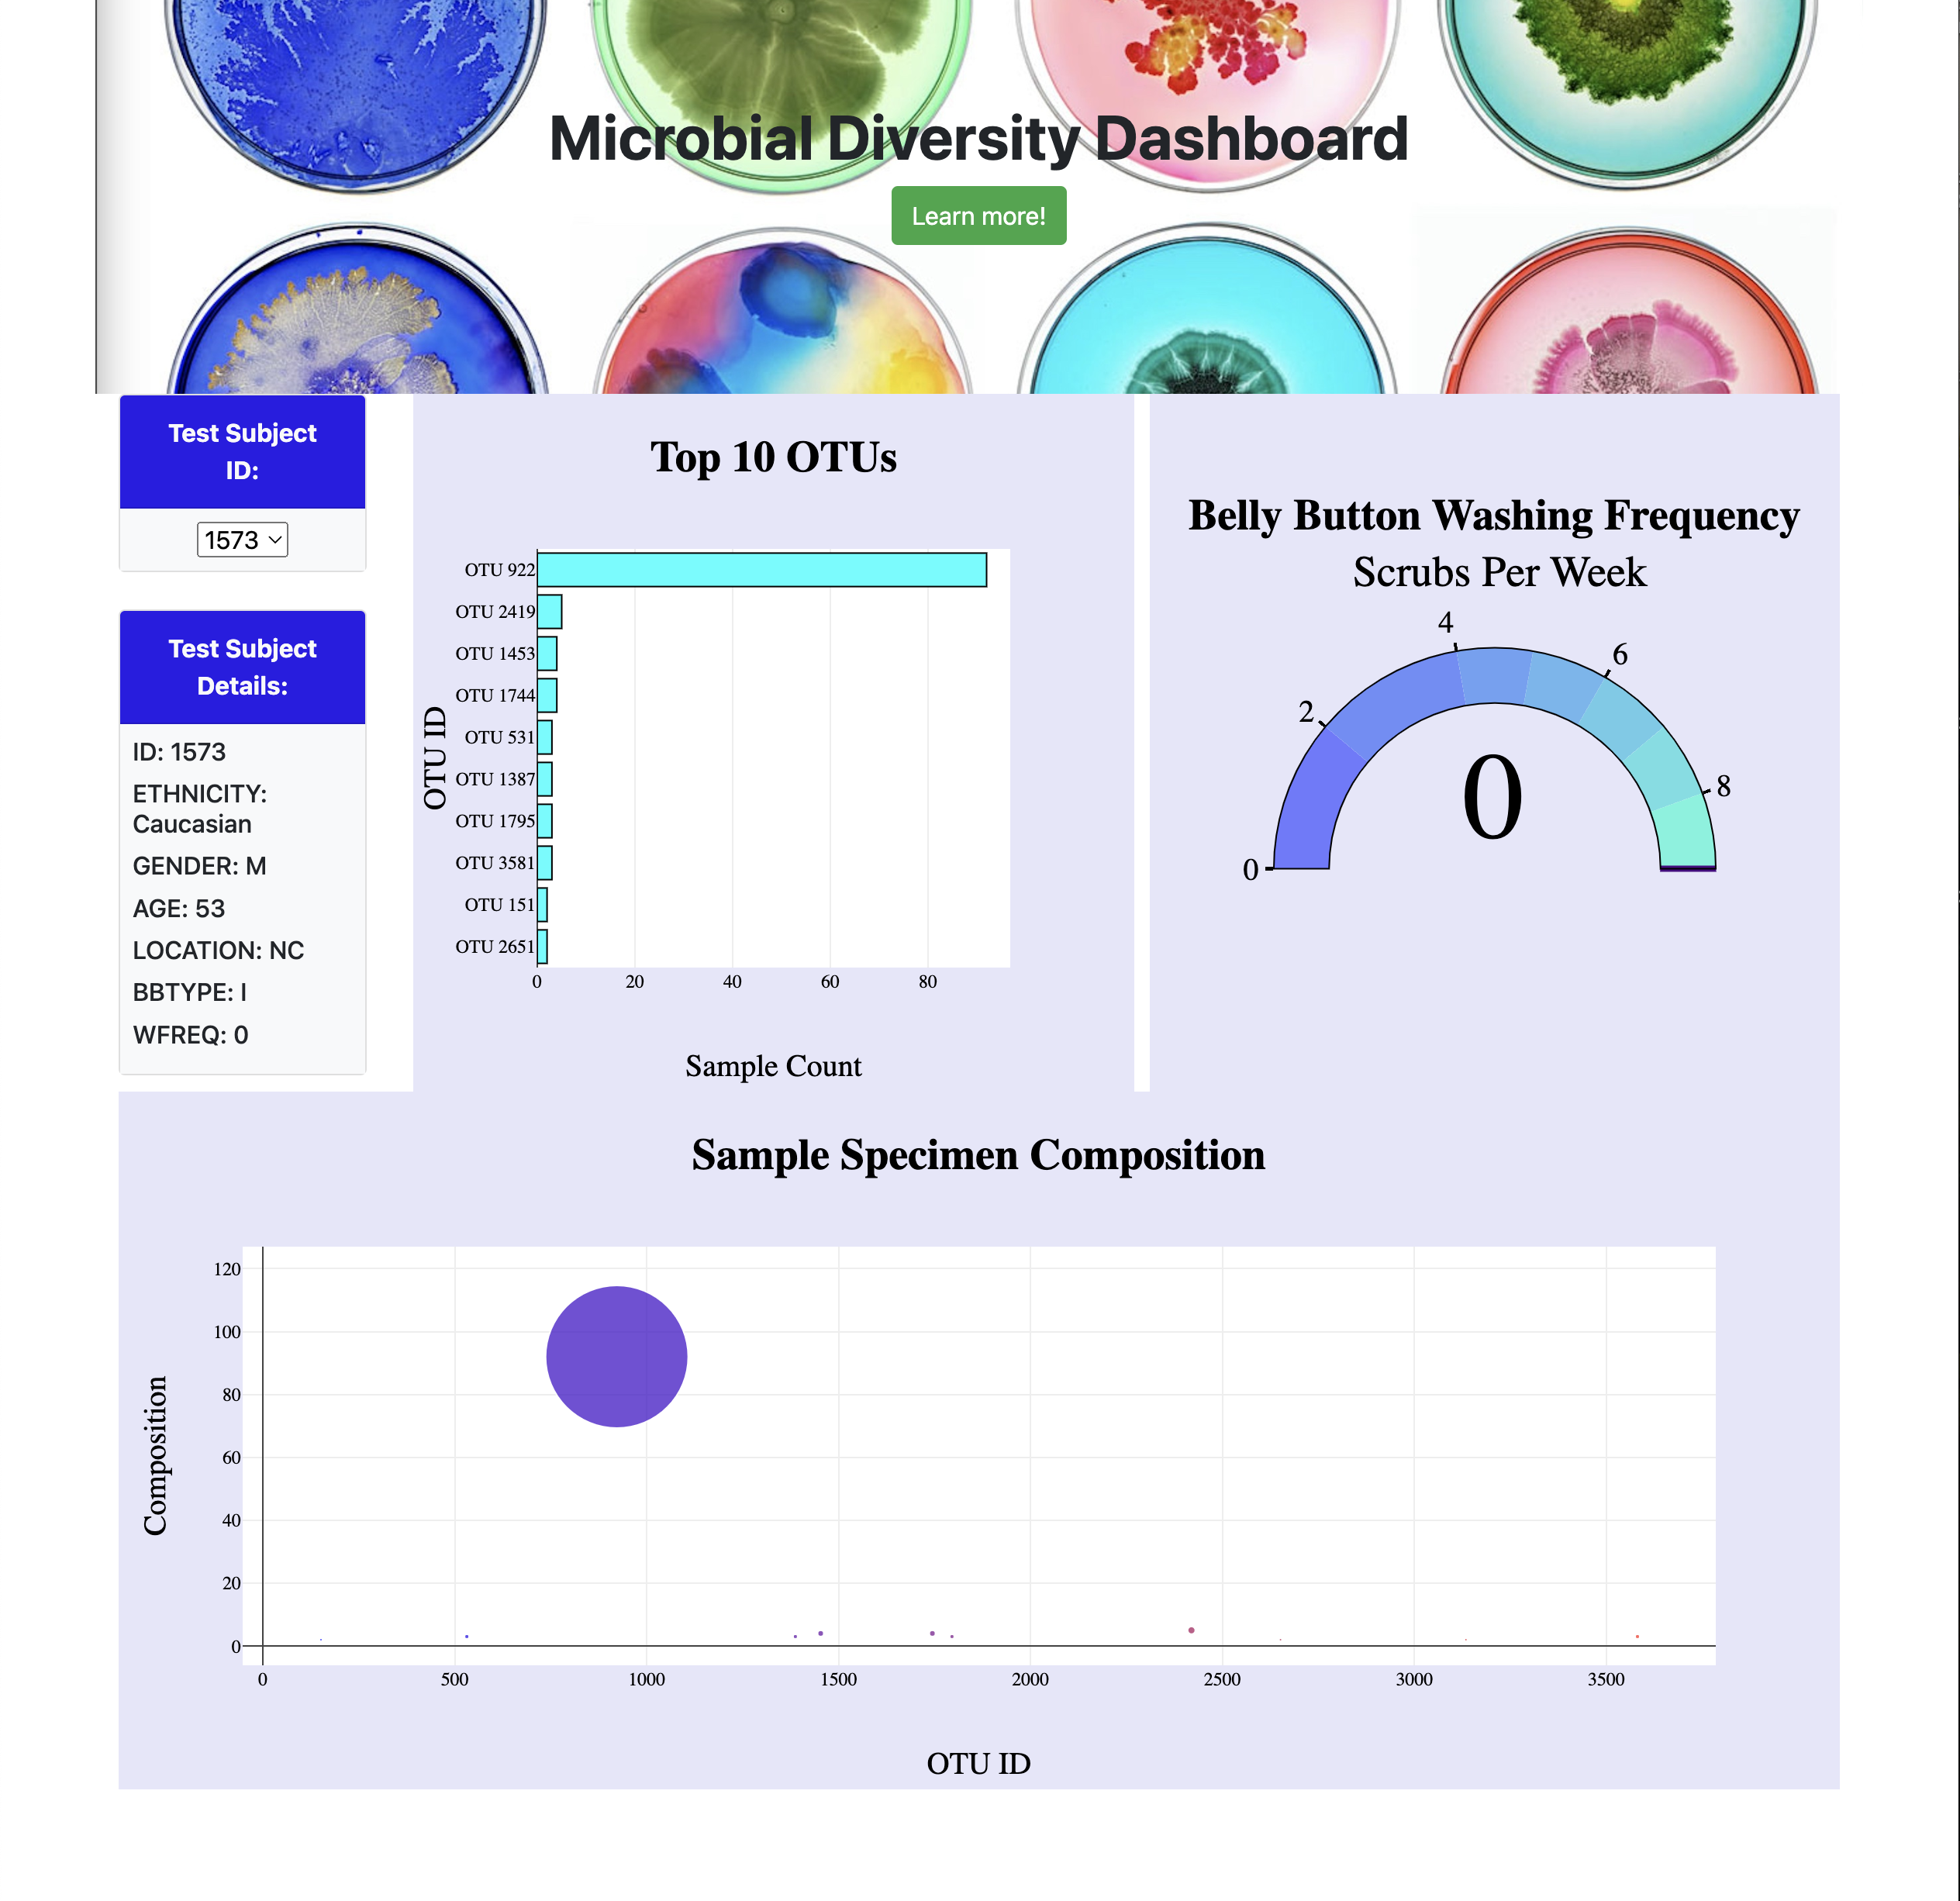 Microbial Diversity Dashboard
Learn more!
Test Subject
ID:
1573
Test Subject
Details:
ID: 1573
ETHNICITY:
Caucasian
GENDER: M
AGE: 53
LOCATION: NC
BBTYPE: I
WFREQ: 0
Top 10 OTUs
OTU ID
OTU 922
OTU 2419
OTU 1453
OTU 1744
OTU 531
OTU 1387
OTU 1795
OTU 3581
OTU 151
OTU 2651
0 20 40 60 80
Sample Count
Belly Button Washing Frequency
Scrubs Per Week
0
2
4
6
8
0
Sample Specimen Composition
Composition
120
100
80
60
40
20
0
0 500 1000 1500 2000 2500 3000 3500
OTU ID